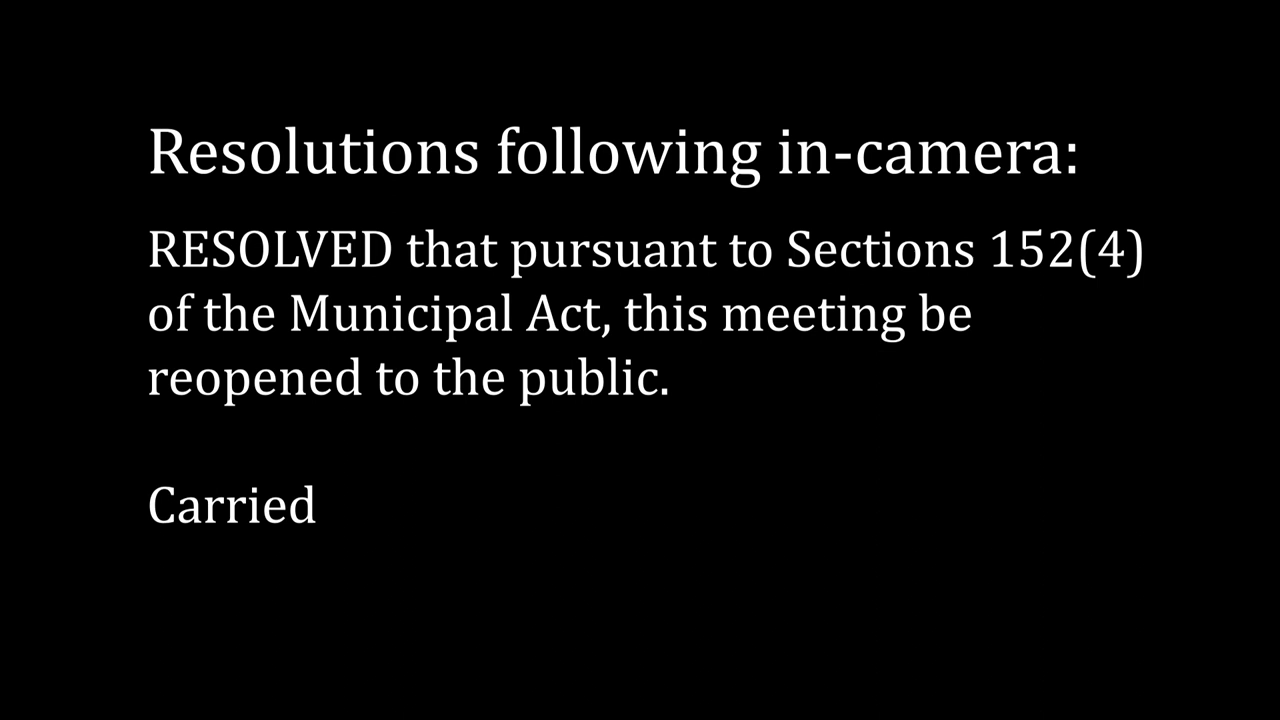 Resolutions following in-camera:
RESOLVED that pursuant to Sections 152(4)
of the Municipal Act, this meeting be
reopened to the public.
Carried